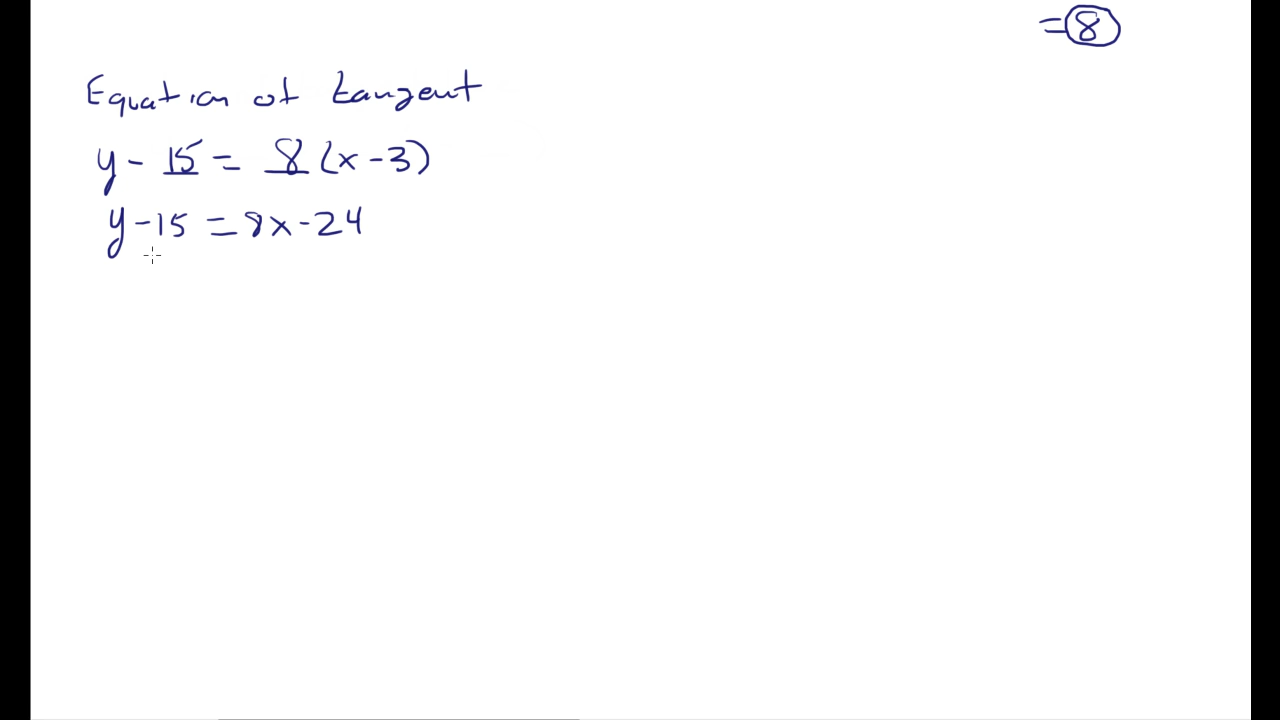 =8
Equation of tangent
y - 15 = 8 (x - 3)
y - 15 = 8x - 24